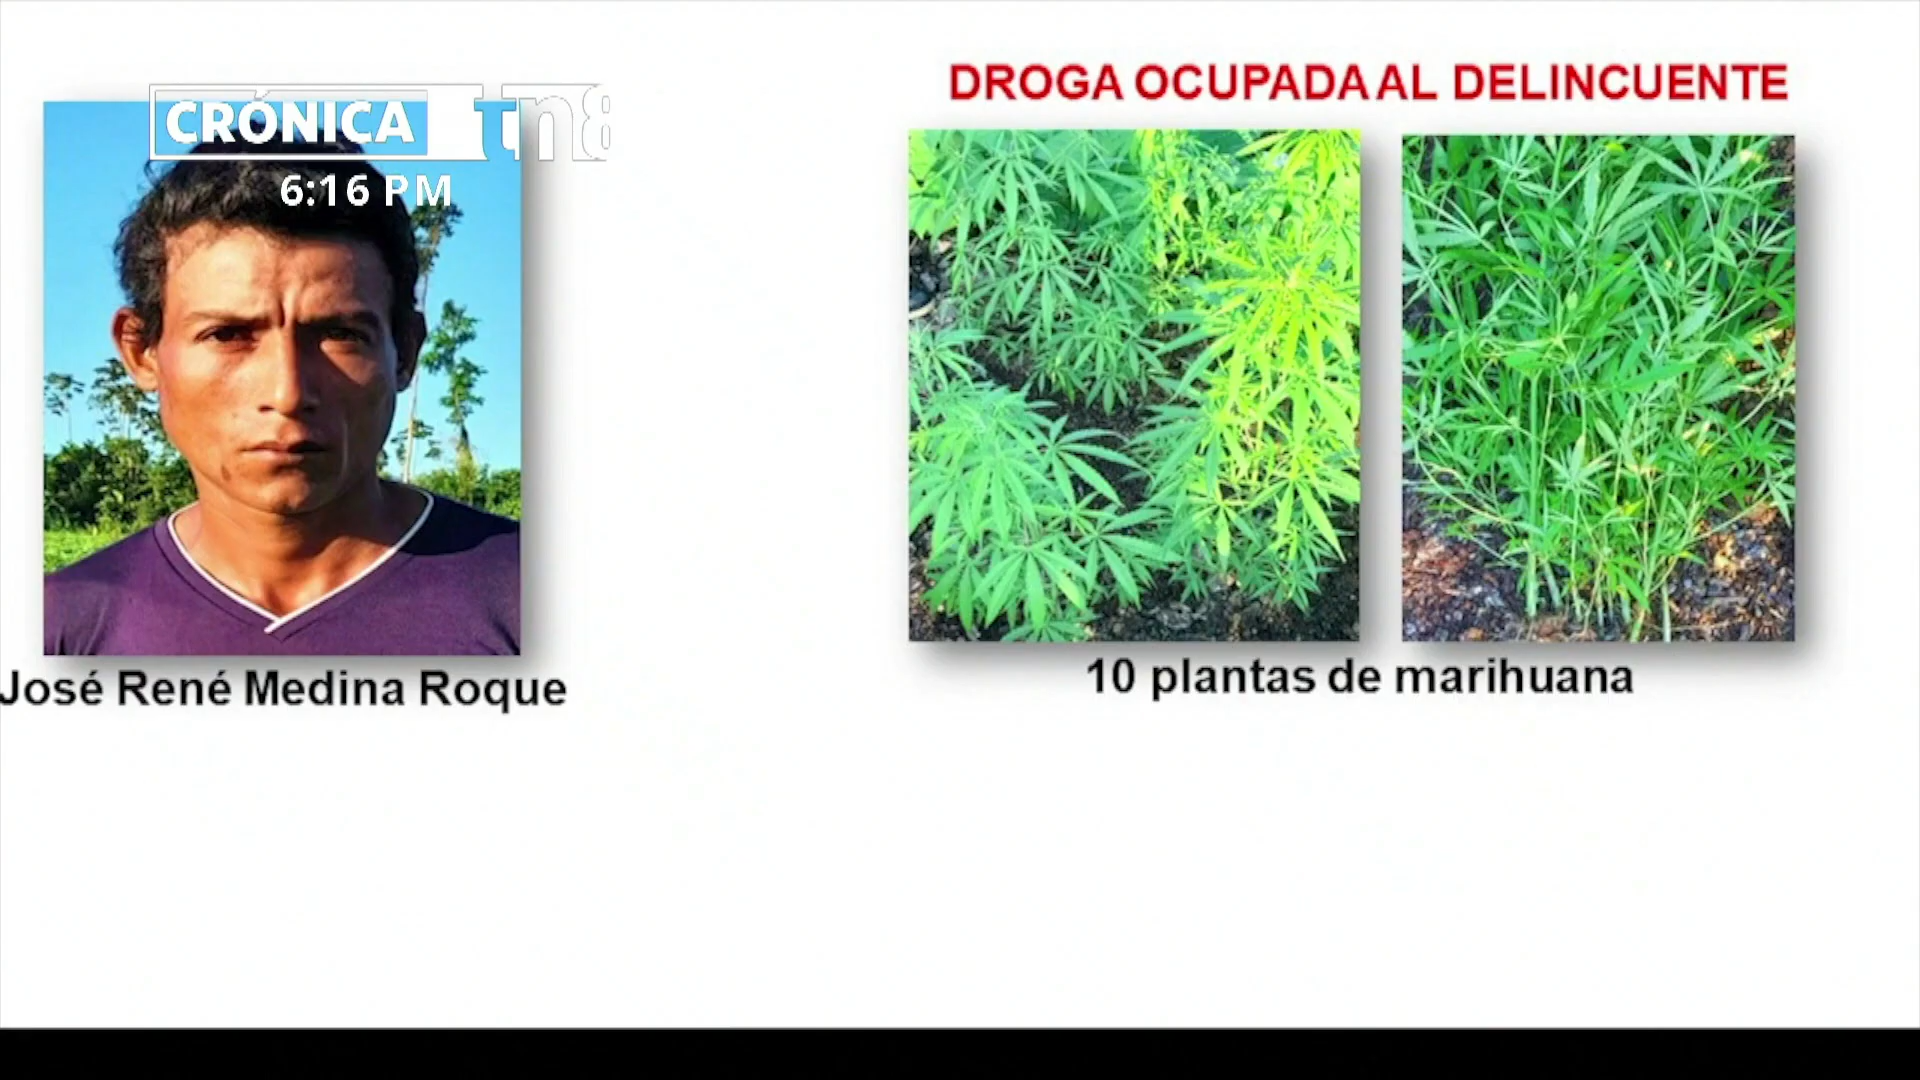 CRÓNICA tn8
6:16 PM
DROGA OCUPADA AL DELINCUENTE
José René Medina Roque
10 plantas de marihuana